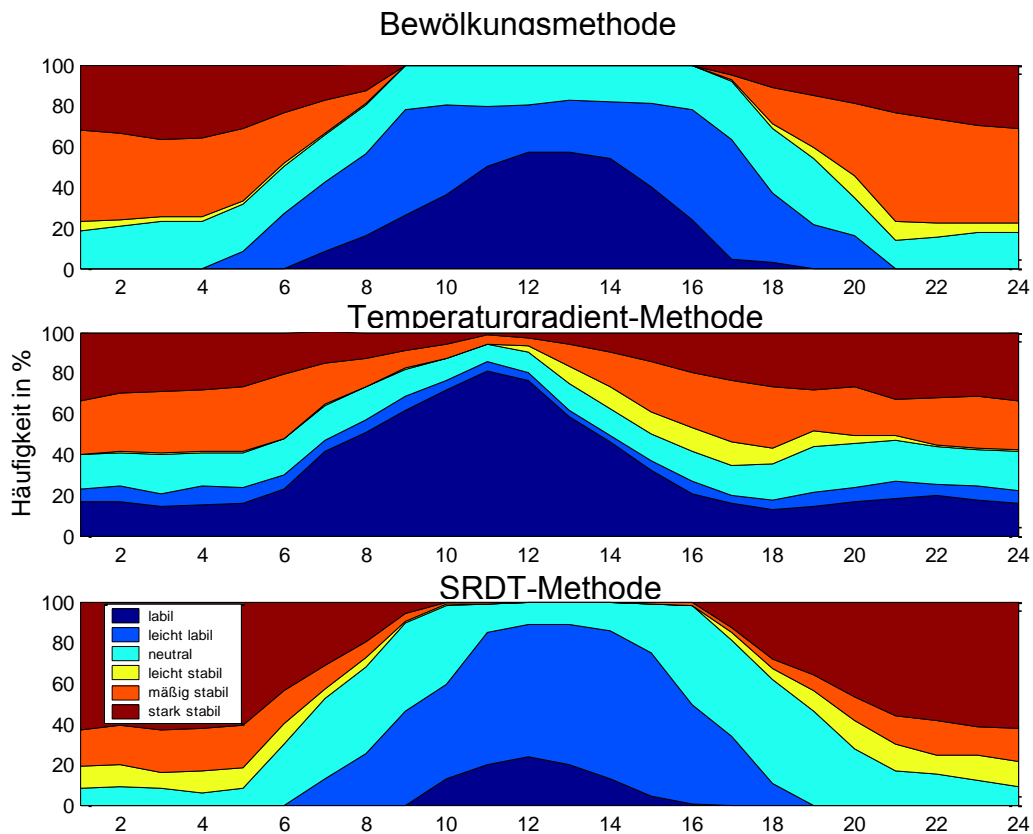 Bewölkungsmethode
100
80
60
40
20
0
2 4 6 8 10 12 14 16 18 20 22 24
Temperaturgradient-Methode
Häufigkeit in %
100
80
60
40
20
0
2 4 6 8 10 12 14 16 18 20 22 24
SRDT-Methode
100
80
60
40
20
0
labil
leicht labil
neutral
leicht stabil
mäßig stabil
stark stabil
2 4 6 8 10 12 14 16 18 20 22 24